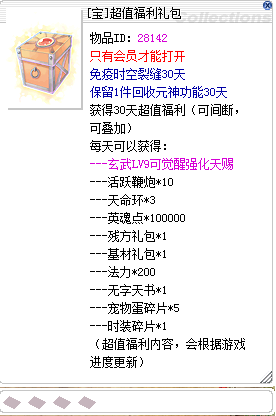 [宝]超值福利礼包
Collections
物品ID: 28142
只有会员才能打开
免疫时空裂缝30天
保留1件回收元神功能30天
获得30天超值福利（可间断,
可叠加）
每天可以获得:
---玄武LV9可觉醒强化天赐
---活跃鞭炮*10
---天命环*3
---英魂点*100000
---残方礼包*1
---基材礼包*1
---法力*200
---无字天书*1
---宠物蛋碎片*5
---时装碎片*1
（超值福利内容，会根据游戏
进度更新）